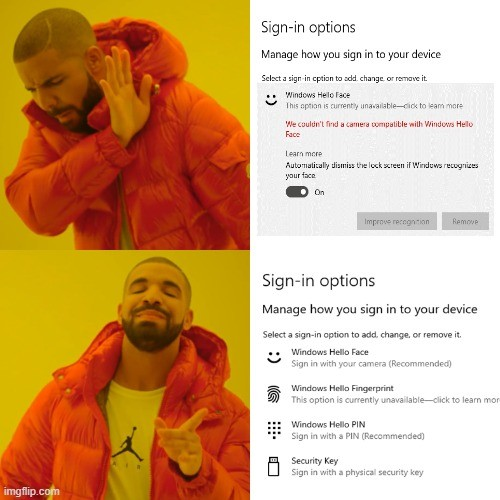 Sign-in options
Manage how you sign in to your device
Select a sign-in option to add, change, or remove it.
Windows Hello Face
This option is currently unavailable—click to learn more
We couldn't find a camera compatible with Windows Hello
Face
Learn more
Automatically dismiss the lock screen if Windows recognizes
your face.
On
Improve recognition
Remove
Sign-in options
Manage how you sign in to your device
Select a sign-in option to add, change, or remove it.
Windows Hello Face
Sign in with your camera (Recommended)
Windows Hello Fingerprint
This option is currently unavailable—click to learn mor
Windows Hello PIN
Sign in with a PIN (Recommended)
Security Key
Sign in with a physical security key
AIR
imgflip.com